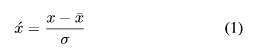 x́ = (x − x̄) / σ (1)